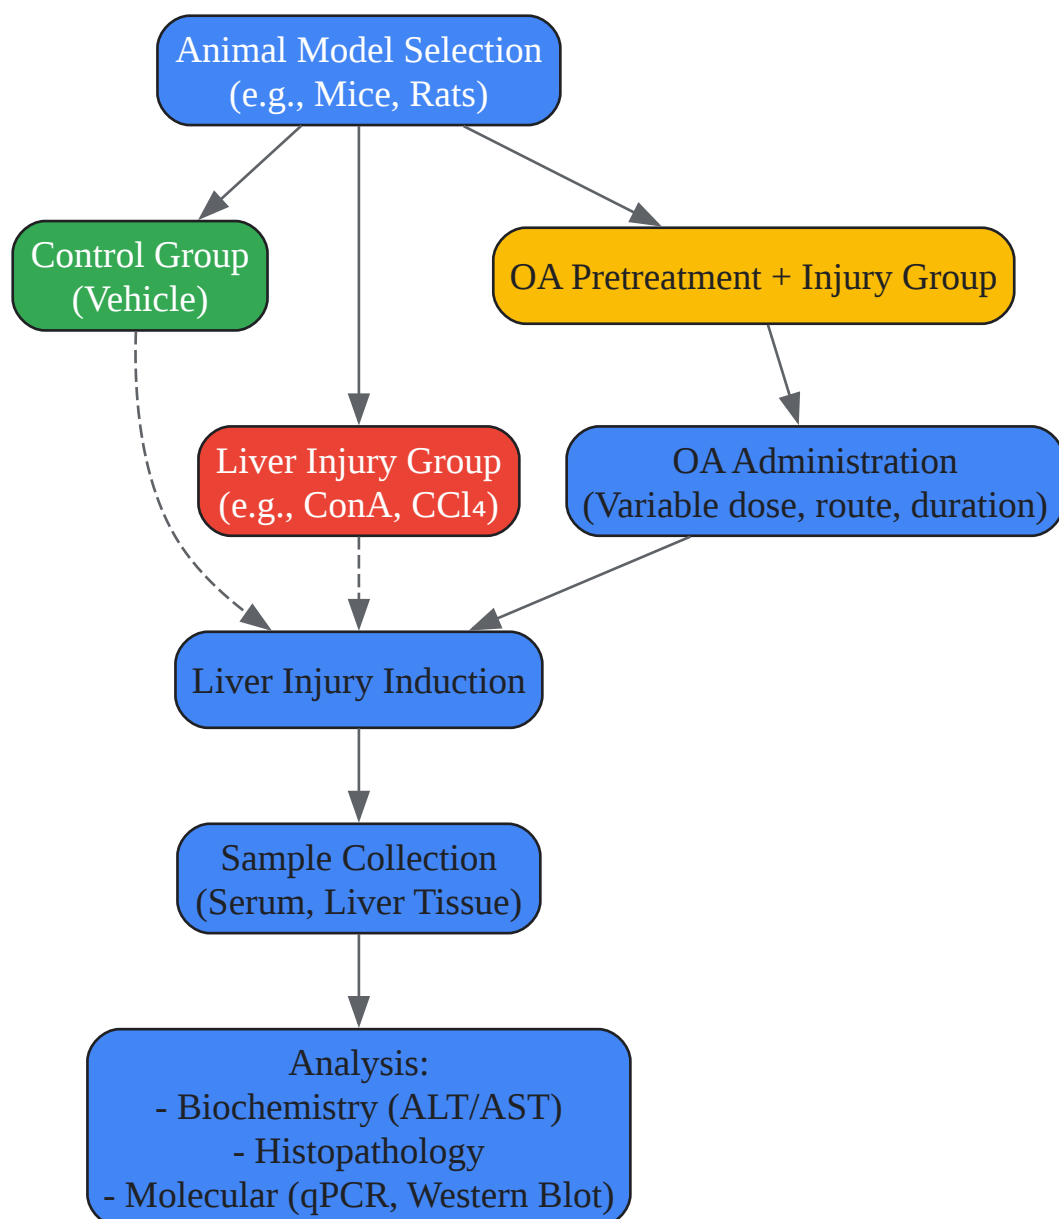 Animal Model Selection
(e.g., Mice, Rats)
Control Group
(Vehicle)
OA Pretreatment + Injury Group
Liver Injury Group
(e.g., ConA, CCl₄)
OA Administration
(Variable dose, route, duration)
Liver Injury Induction
Sample Collection
(Serum, Liver Tissue)
Analysis:
- Biochemistry (ALT/AST)
- Histopathology
- Molecular (qPCR, Western Blot)